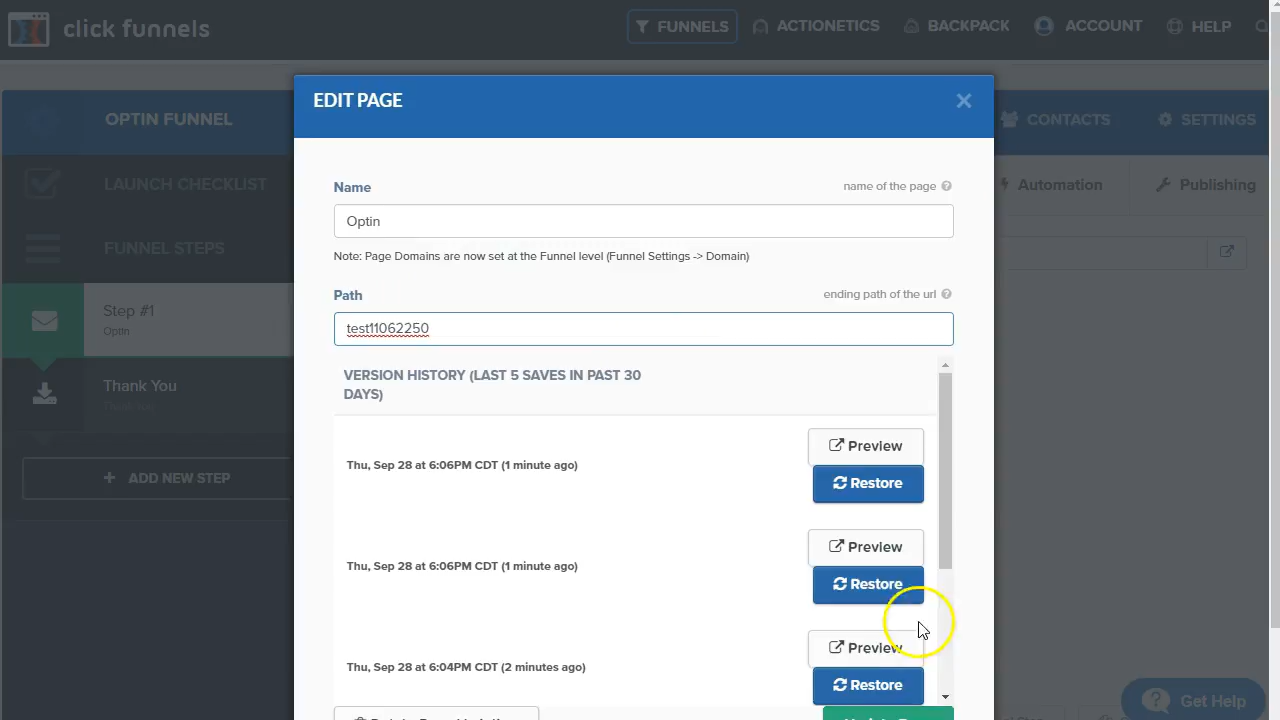 click funnels
FUNNELS
ACTIONETICS
BACKPACK
ACCOUNT
HELP
EDIT PAGE
OPTIN FUNNEL
CONTACTS
SETTINGS
LAUNCH CHECKLIST
Automation
Publishing
Name
name of the page
Optin
FUNNEL STEPS
Note: Page Domains are now set at the Funnel level (Funnel Settings -> Domain)
Path
ending path of the url
Step #1
Optin
test11062250
VERSION HISTORY (LAST 5 SAVES IN PAST 30
DAYS)
Thank You
Thu, Sep 28 at 6:06PM CDT (1 minute ago)
Preview
Restore
ADD NEW STEP
Thu, Sep 28 at 6:06PM CDT (1 minute ago)
Preview
Restore
Thu, Sep 28 at 6:04PM CDT (2 minutes ago)
Preview
Restore
Get Help